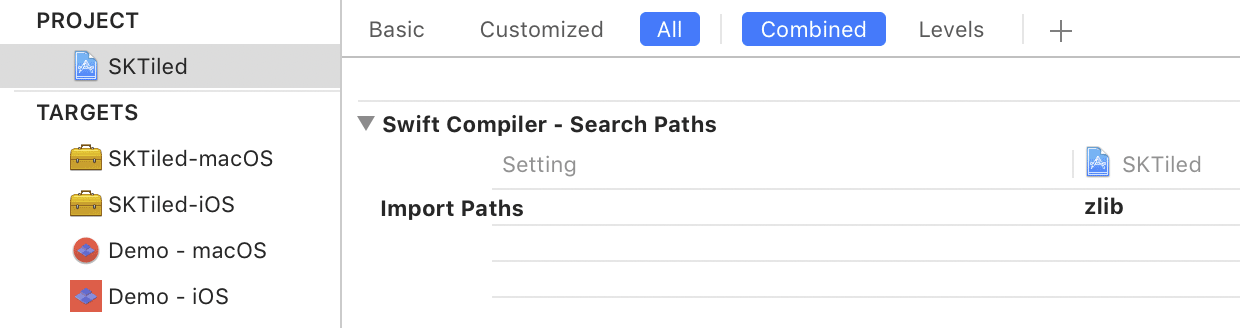 PROJECT
SKTiled
TARGETS
SKTiled-macOS
SKTiled-iOS
Demo - macOS
Demo - iOS
Basic Customized All Combined Levels
Swift Compiler - Search Paths
Setting SKTiled
Import Paths zlib